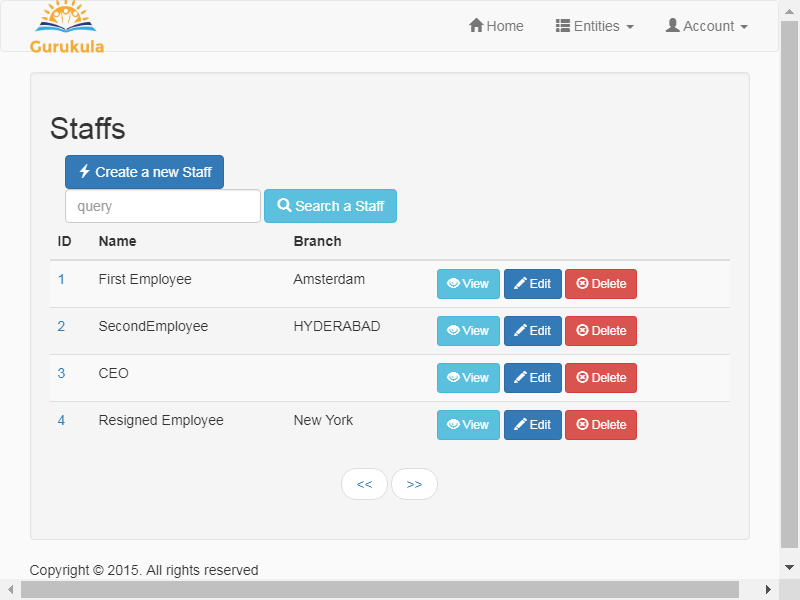 Gurukula
Home Entities Account
Staffs
Create a new Staff
query Search a Staff
ID Name Branch
1 First Employee Amsterdam View Edit Delete
2 SecondEmployee HYDERABAD View Edit Delete
3 CEO View Edit Delete
4 Resigned Employee New York View Edit Delete
<< >>
Copyright © 2015. All rights reserved